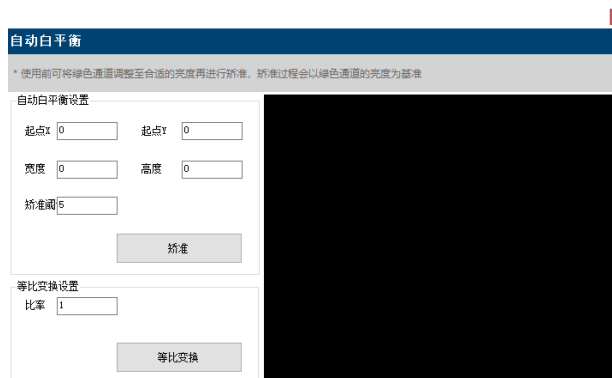 自动白平衡
* 使用前可将绿色通道调整至合适的亮度再进行矫准，矫准过程会以绿色通道的亮度为基准
自动白平衡设置
起点X 0 起点Y 0
宽度 0 高度 0
矫准阈 5
矫准
等比变换设置
比率 1
等比变换